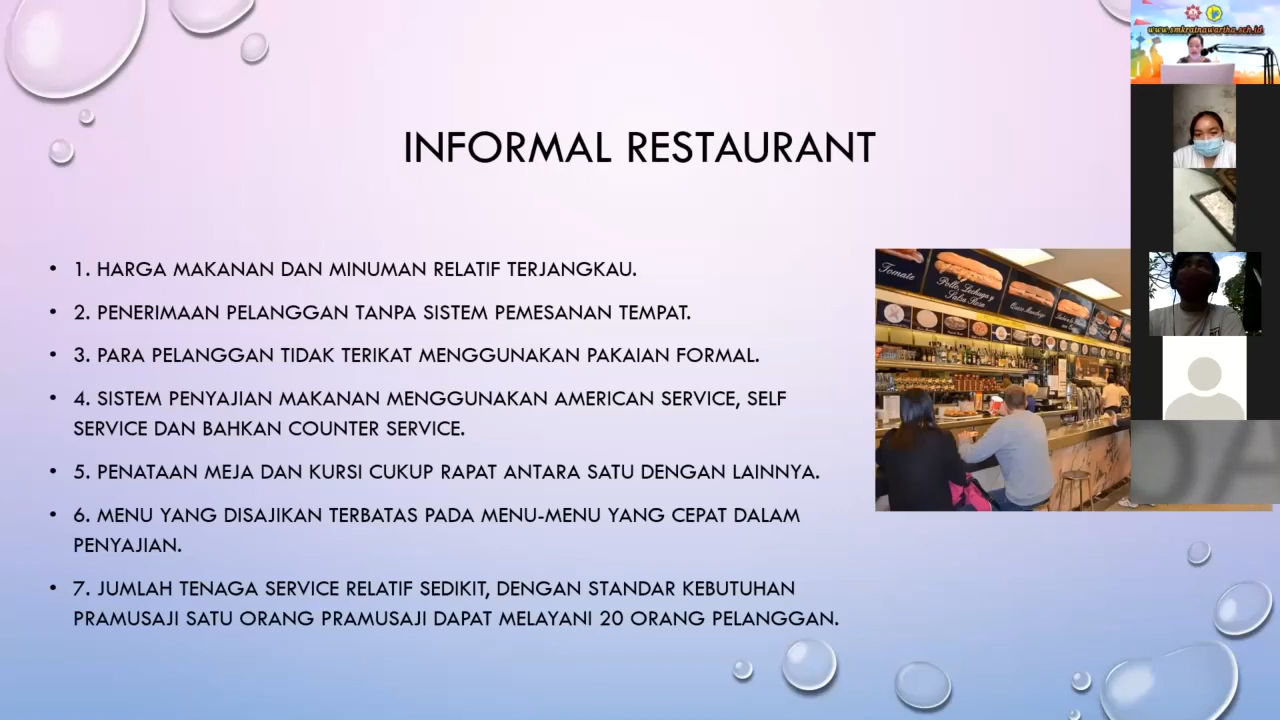 www.smkratnawartha.sch.id
INFORMAL RESTAURANT
• 1. HARGA MAKANAN DAN MINUMAN RELATIF TERJANGKAU.
• 2. PENERIMAAN PELANGGAN TANPA SISTEM PEMESANAN TEMPAT.
• 3. PARA PELANGGAN TIDAK TERIKAT MENGGUNAKAN PAKAIAN FORMAL.
• 4. SISTEM PENYAJIAN MAKANAN MENGGUNAKAN AMERICAN SERVICE, SELF
SERVICE DAN BAHKAN COUNTER SERVICE.
• 5. PENATAAN MEJA DAN KURSI CUKUP RAPAT ANTARA SATU DENGAN LAINNYA.
• 6. MENU YANG DISAJIKAN TERBATAS PADA MENU-MENU YANG CEPAT DALAM
PENYAJIAN.
• 7. JUMLAH TENAGA SERVICE RELATIF SEDIKIT, DENGAN STANDAR KEBUTUHAN
PRAMUSAJI SATU ORANG PRAMUSAJI DAPAT MELAYANI 20 ORANG PELANGGAN.
Tomate
Pollo, Lechuga y
Salsa Rosa